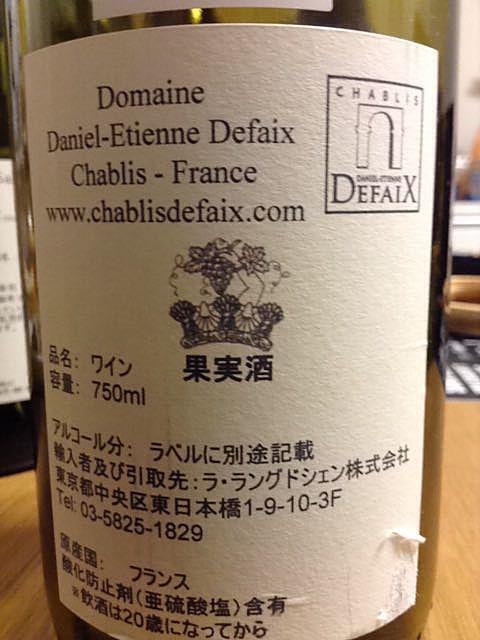 Domaine
Daniel-Etienne Defaix
Chablis - France
www.chablisdefaix.com
CHABLIS
DANIEL-ETIENNE
DEFAIX
果実酒
品名: ワイン
容量: 750ml
アルコール分: ラベルに別途記載
輸入者及び引取先:ラ・ラングドシェン株式会社
東京都中央区東日本橋1-9-10-3F
Tel: 03-5825-1829
原産国: フランス
酸化防止剤(亜硫酸塩)含有
※飲酒は20歳になってから